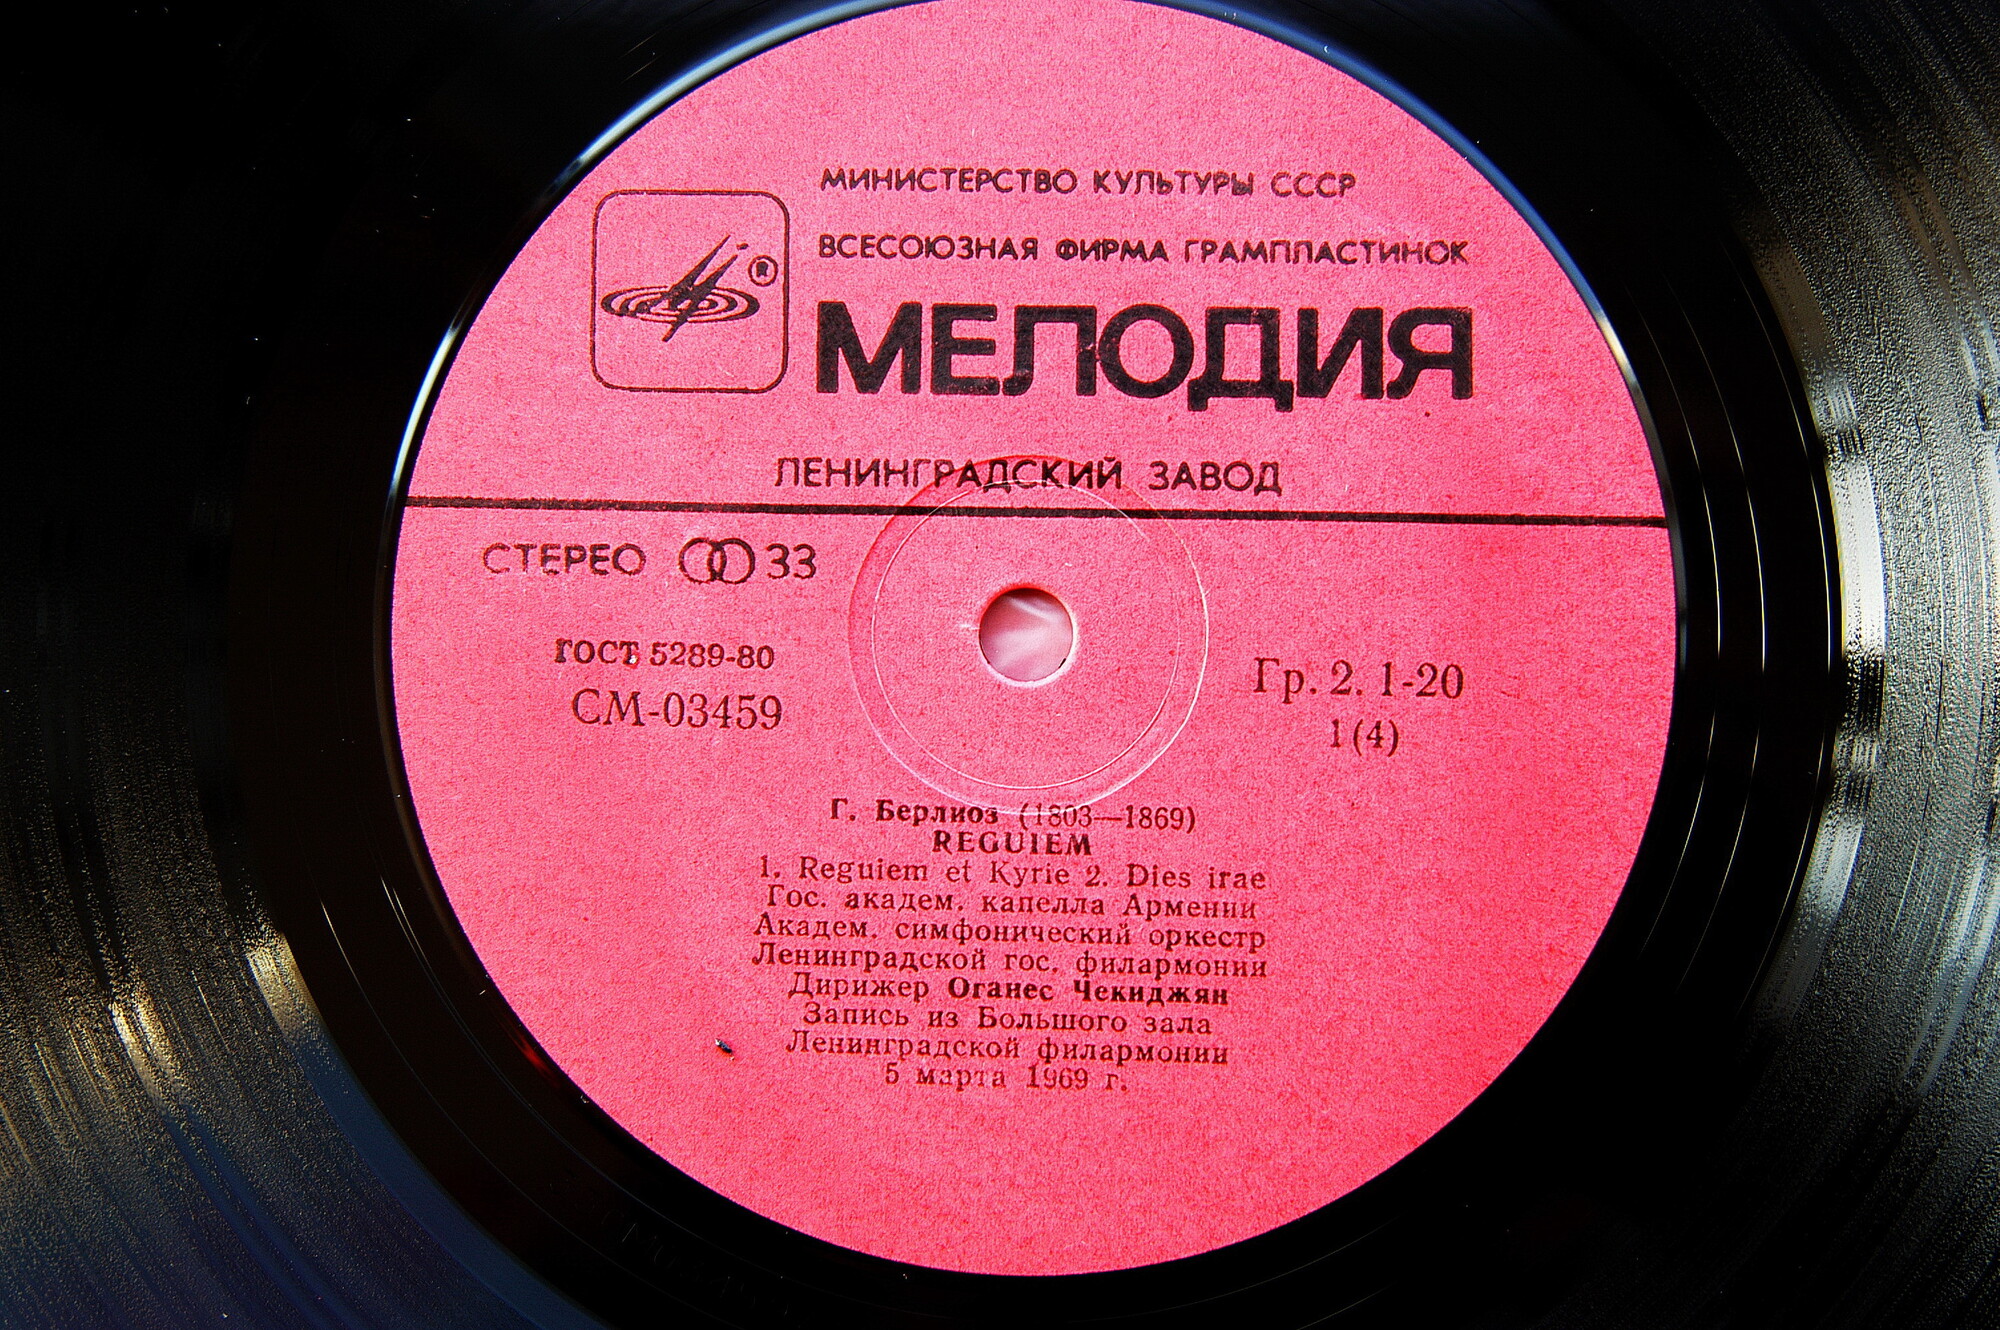 МИНИСТЕРСТВО КУЛЬТУРЫ СССР
ВСЕСОЮЗНАЯ ФИРМА ГРАМПЛАСТИНОК
®
МЕЛОДИЯ
ЛЕНИНГРАДСКИЙ ЗАВОД
СТЕРЕО 33
ГОСТ 5289-80
СМ-03459
Гр. 2. 1-20
1(4)
Г. Берлиоз (1803—1869)
REGUIEM
1. Reguiem et Kyrie 2. Dies irae
Гос. академ. капелла Армении
Академ. симфонический оркестр
Ленинградской гос. филармонии
Дирижер Оганес Чекиджян
Запись из Большого зала
Ленинградской филармонии
5 марта 1969 г.